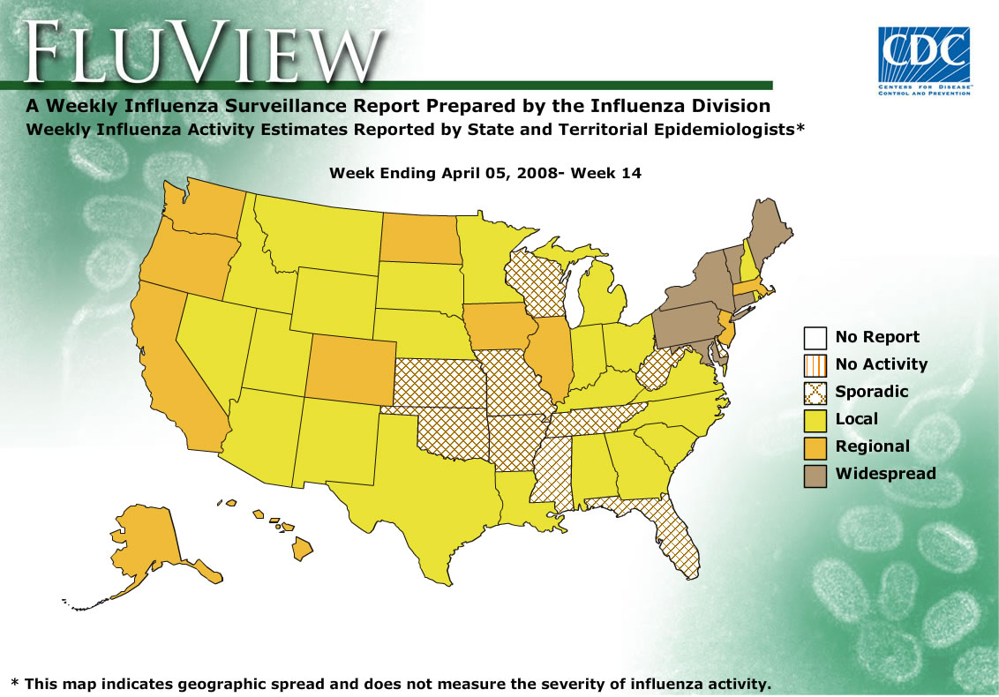 FLUVIEW
CDC
CENTERS FOR DISEASE™
CONTROL AND PREVENTION
A Weekly Influenza Surveillance Report Prepared by the Influenza Division
Weekly Influenza Activity Estimates Reported by State and Territorial Epidemiologists*
Week Ending April 05, 2008- Week 14
No Report
No Activity
Sporadic
Local
Regional
Widespread
* This map indicates geographic spread and does not measure the severity of influenza activity.